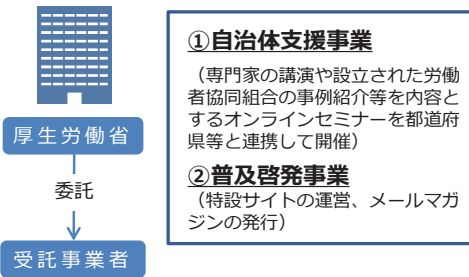 厚生労働省
委託
受託事業者
①自治体支援事業
（専門家の講演や設立された労働
者協同組合の事例紹介等を内容と
するオンラインセミナーを都道府
県等と連携して開催）
②普及啓発事業
（特設サイトの運営、メールマガ
ジンの発行）